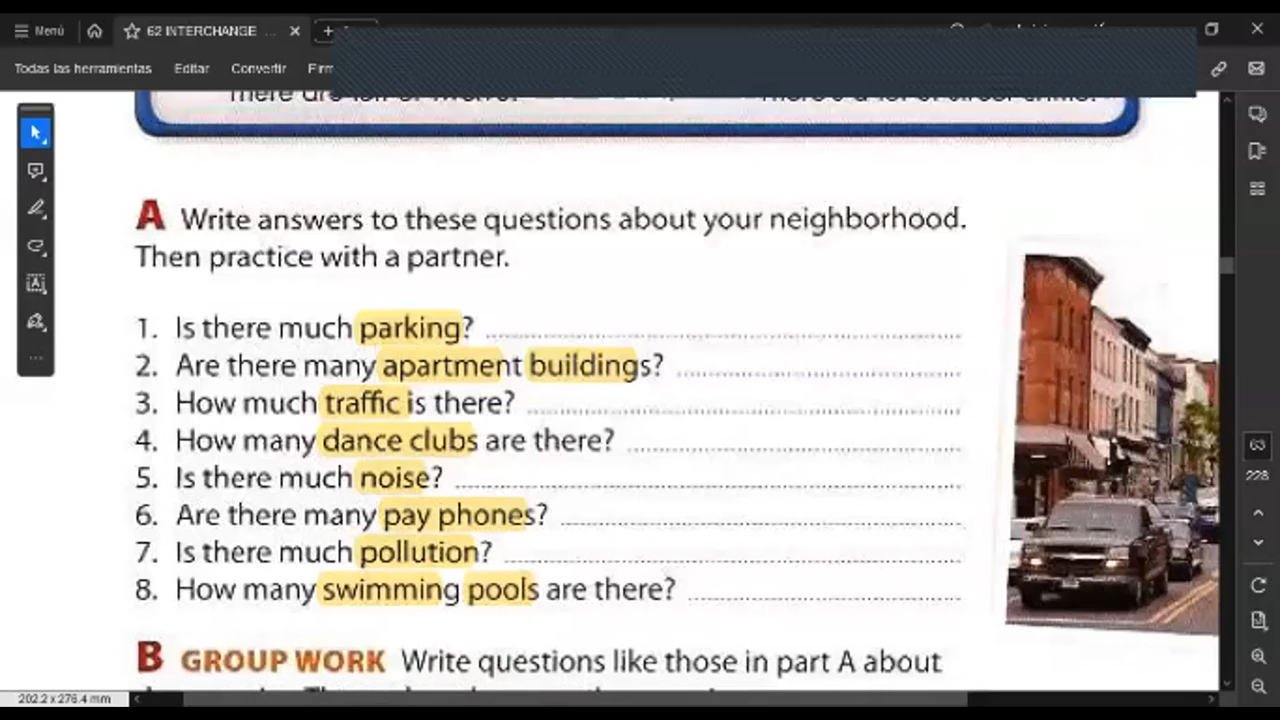 Menú
62 INTERCHANGE ...
Todas las herramientas
Editar
Convertir
A Write answers to these questions about your neighborhood.
Then practice with a partner.
1. Is there much parking?
2. Are there many apartment buildings?
3. How much traffic is there?
4. How many dance clubs are there?
5. Is there much noise?
6. Are there many pay phones?
7. Is there much pollution?
8. How many swimming pools are there?
63
228
B GROUP WORK Write questions like those in part A about
202.2 x 276.4 mm